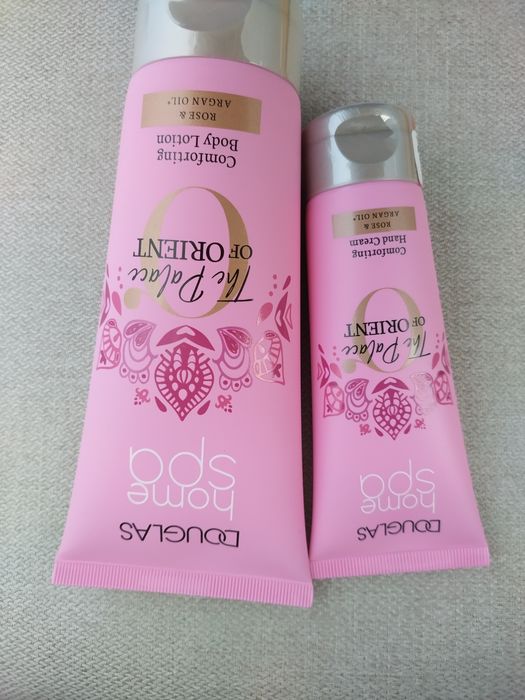 DOUGLAS
home
spa
The Palace
OF ORIENT
Comforting
Body Lotion
ROSE &
ARGAN OIL*
DOUGLAS
home
spa
The Palace
OF ORIENT
Comforting
Hand Cream
ROSE &
ARGAN OIL*